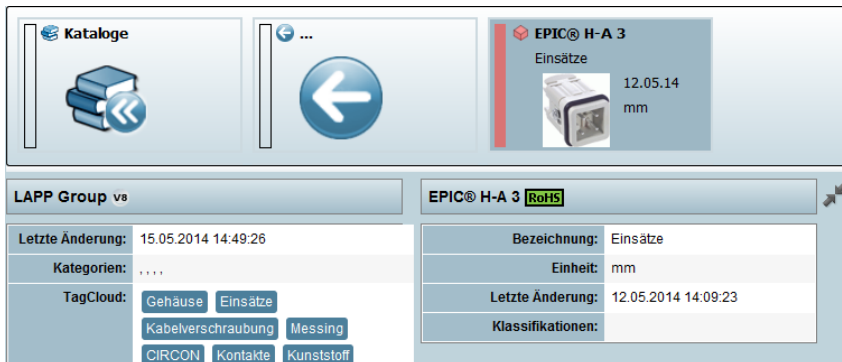 Kataloge
...
EPIC® H-A 3
Einsätze
12.05.14
mm
LAPP Group V8
Letzte Änderung: 15.05.2014 14:49:26
Kategorien: , , , ,
TagCloud: Gehäuse Einsätze
Kabelverschraubung Messing
CIRCON Kontakte Kunststoff
EPIC® H-A 3 RoHS
Bezeichnung: Einsätze
Einheit: mm
Letzte Änderung: 12.05.2014 14:09:23
Klassifikationen: